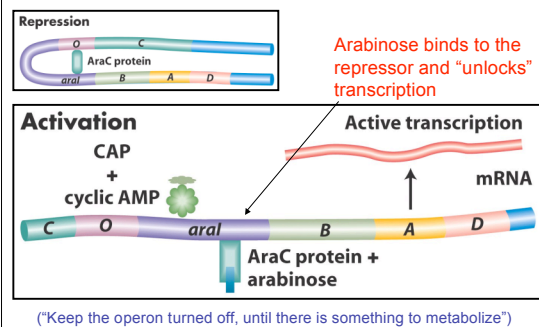 Repression
O
C
AraC protein
araI
B
A
D
Arabinose binds to the
repressor and “unlocks”
transcription
Activation
Active transcription
CAP
+
cyclic AMP
mRNA
C
O
araI
B
A
D
AraC protein +
arabinose
(“Keep the operon turned off, until there is something to metabolize”)